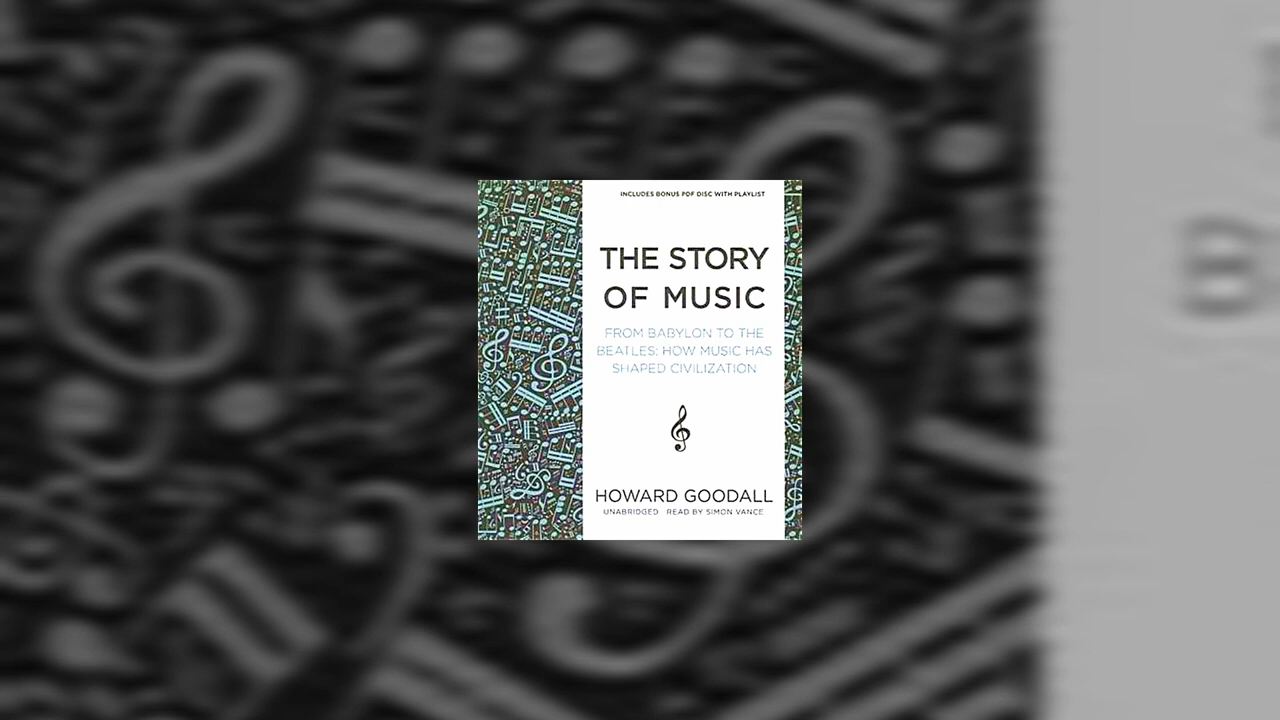 INCLUDES BONUS PDF DISC WITH PLAYLIST
THE STORY
OF MUSIC
FROM BABYLON TO THE
BEATLES: HOW MUSIC HAS
SHAPED CIVILIZATION
HOWARD GOODALL
UNABRIDGED READ BY SIMON VANCE